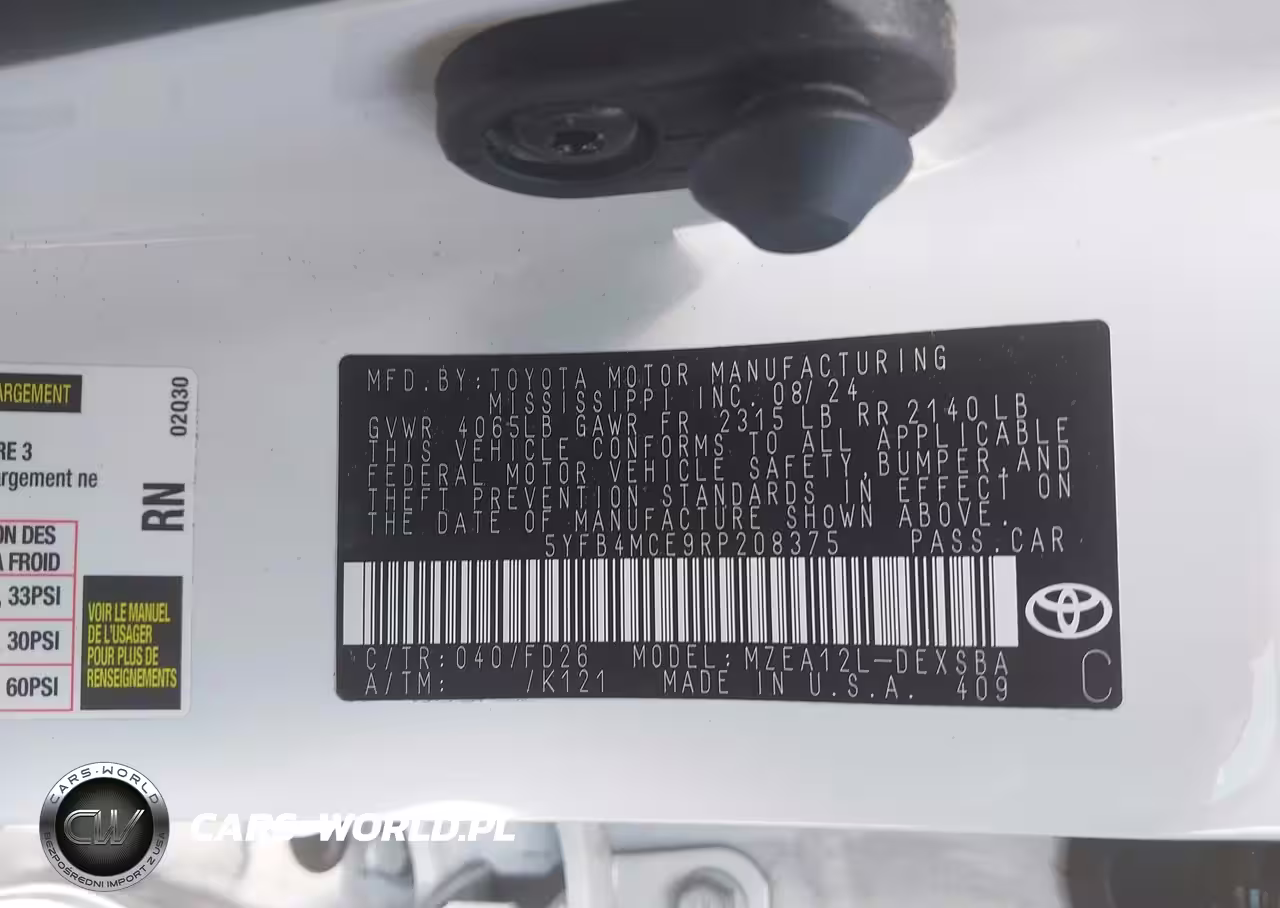 ARGEMENT
02Q30
RE 3
argement ne
RN
ON DES
A FROID
, 33PSI
30PSI
60PSI
VOIR LE MANUEL
DE L'USAGER
POUR PLUS DE
RENSEIGNEMENTS
MFD.BY:TOYOTA MOTOR MANUFACTURING
MISSISSIPPI INC. 08/24
GVWR 4065LB GAWR FR 2315 LB RR 2140 LB
THIS VEHICLE CONFORMS TO ALL APPLICABLE
FEDERAL MOTOR VEHICLE SAFETY,BUMPER,AND
THEFT PREVENTION STANDARDS IN EFFECT ON
THE DATE OF MANUFACTURE SHOWN ABOVE.
5YFB4MCE9RP208375 PASS.CAR
C/TR:040/FD26 MODEL:MZEA12L-DEXSBA
A/TM: /K121 MADE IN U.S.A. 409
C
CARS-WORLD
CW
BEZPOŚREDNI IMPORT Z USA
CARS-WORLD.PL